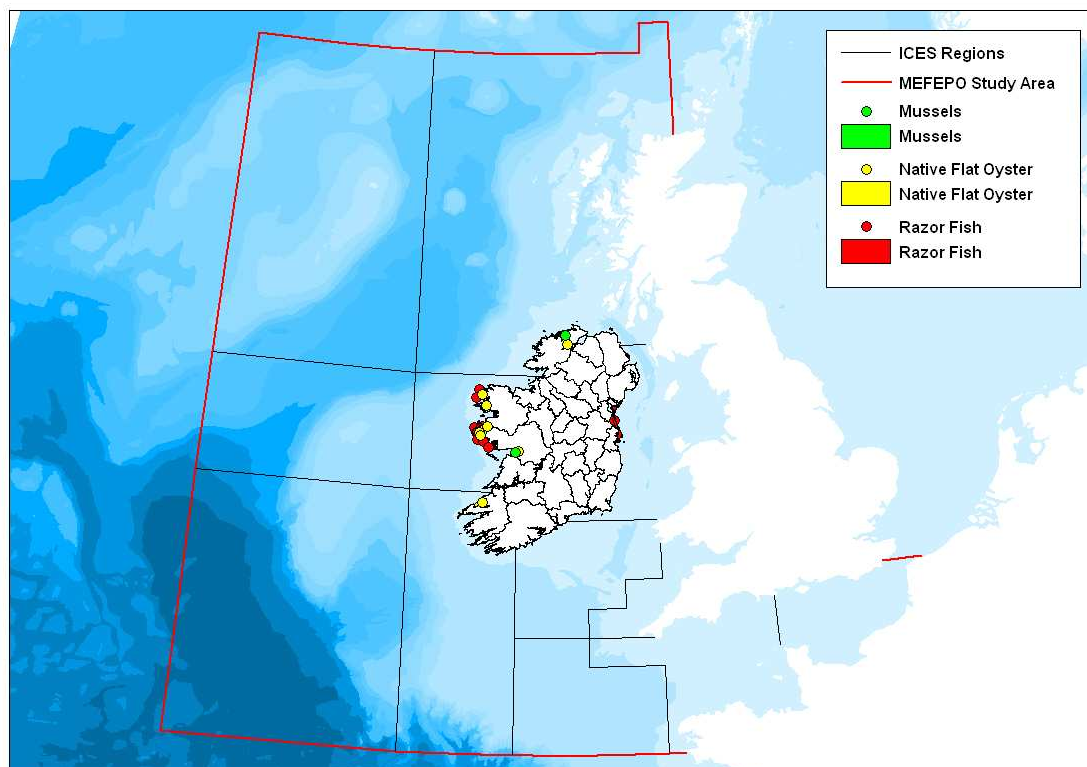 ICES Regions
MEFEPO Study Area
Mussels
Mussels
Native Flat Oyster
Native Flat Oyster
Razor Fish
Razor Fish